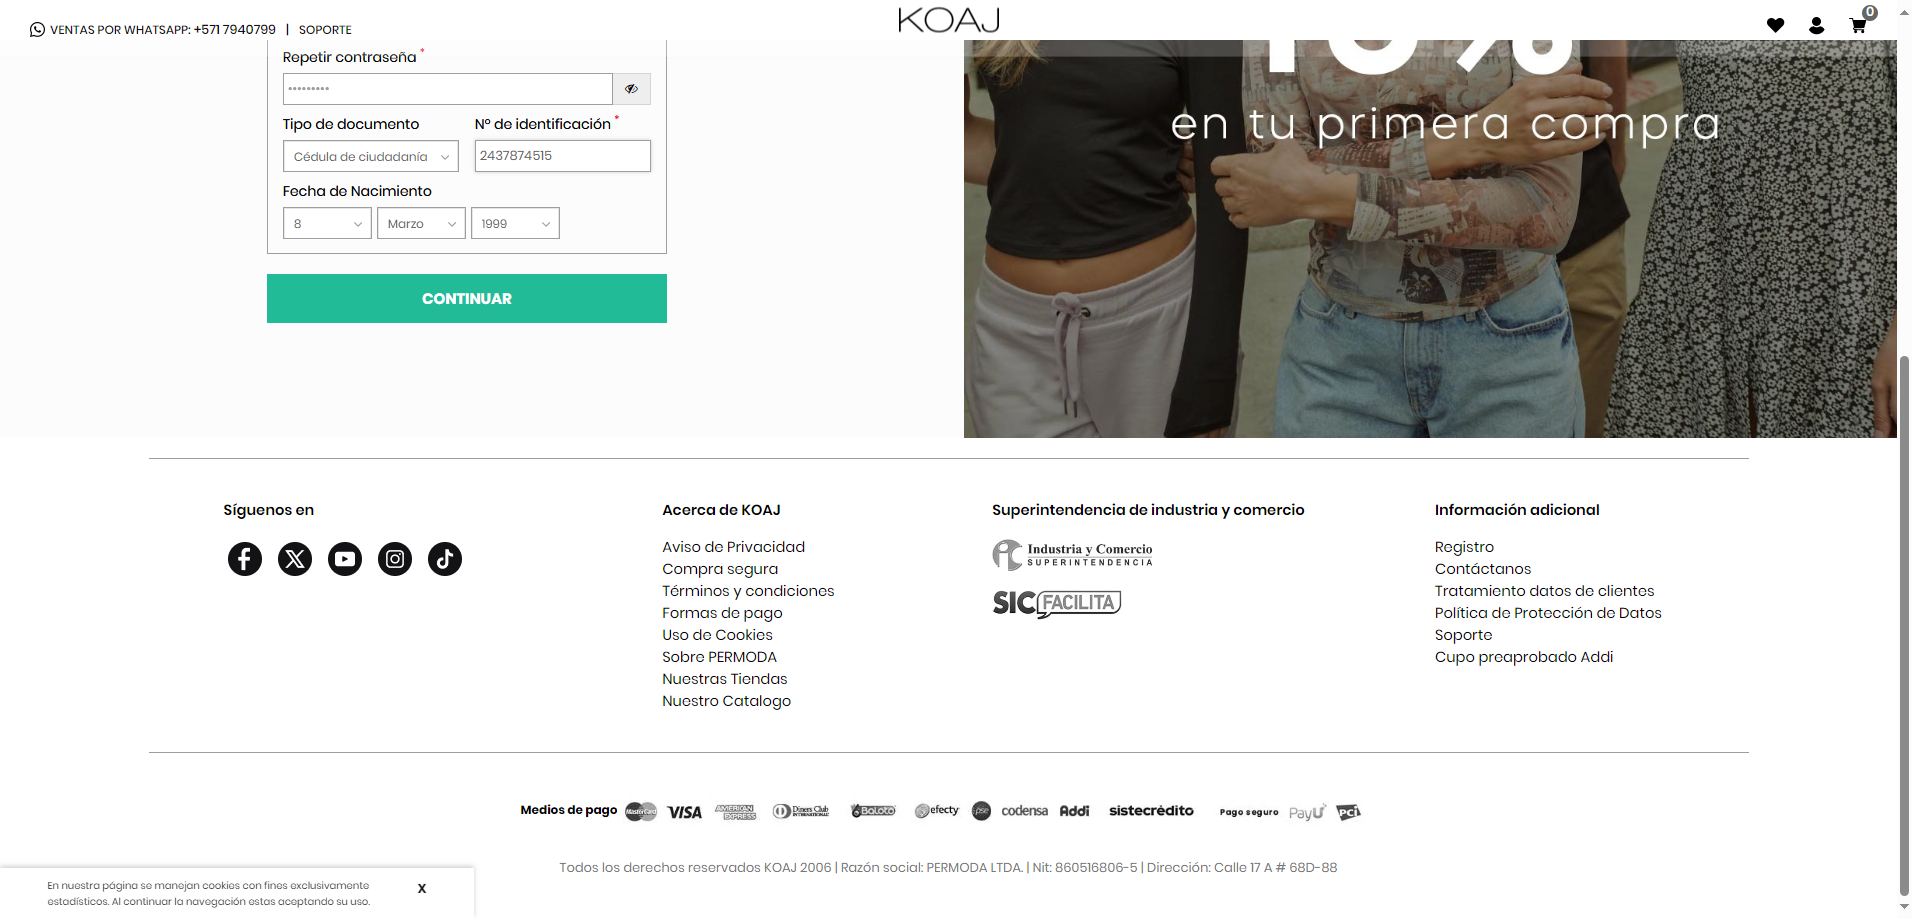 VENTAS POR WHATSAPP: +571 7940799 | SOPORTE
KOAJ
0
Repetir contraseña *
•••••••••
Tipo de documento
Nº de identificación *
Cédula de ciudadanía
2437874515
Fecha de Nacimiento
8
Marzo
1999
CONTINUAR
en tu primera compra
Síguenos en
Acerca de KOAJ
Aviso de Privacidad
Compra segura
Términos y condiciones
Formas de pago
Uso de Cookies
Sobre PERMODA
Nuestras Tiendas
Nuestro Catalogo
Superintendencia de industria y comercio
Industria y Comercio
SUPERINTENDENCIA
SIC FACILITA
Información adicional
Registro
Contáctanos
Tratamiento datos de clientes
Política de Protección de Datos
Soporte
Cupo preaprobado Addi
Medios de pago MasterCard VISA AMERICAN EXPRESS Diners Club INTERNATIONAL Baloto efecty pse codensa Addi sistecrédito Pago seguro PayU PCI
Todos los derechos reservados KOAJ 2006 | Razón social: PERMODA LTDA. | Nit: 860516806-5 | Dirección: Calle 17 A # 68D-88
En nuestra página se manejan cookies con fines exclusivamente
estadísticos. Al continuar la navegación estas aceptando su uso.
X